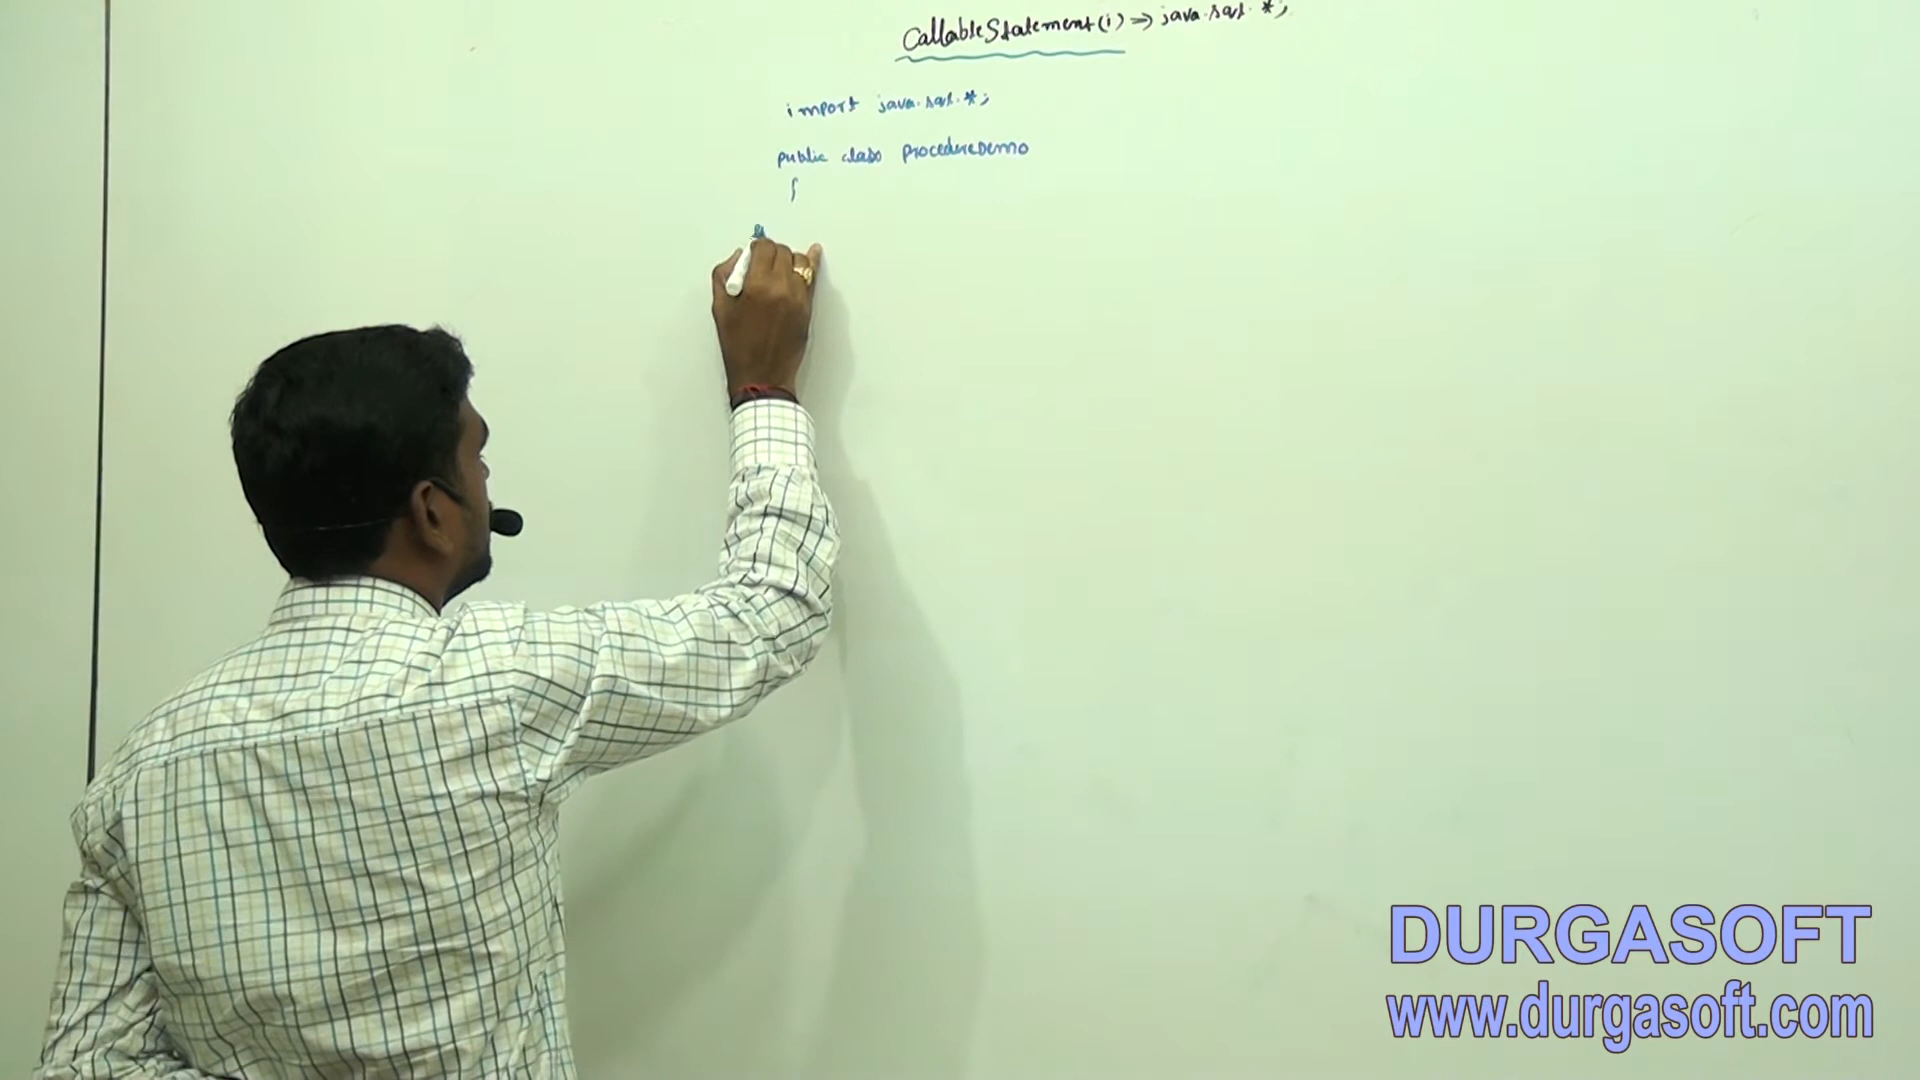 CallableStatement(i) => java.sql.*;
import java.sql.*;
public class ProcedureDemo
{
DURGASOFT
www.durgasoft.com